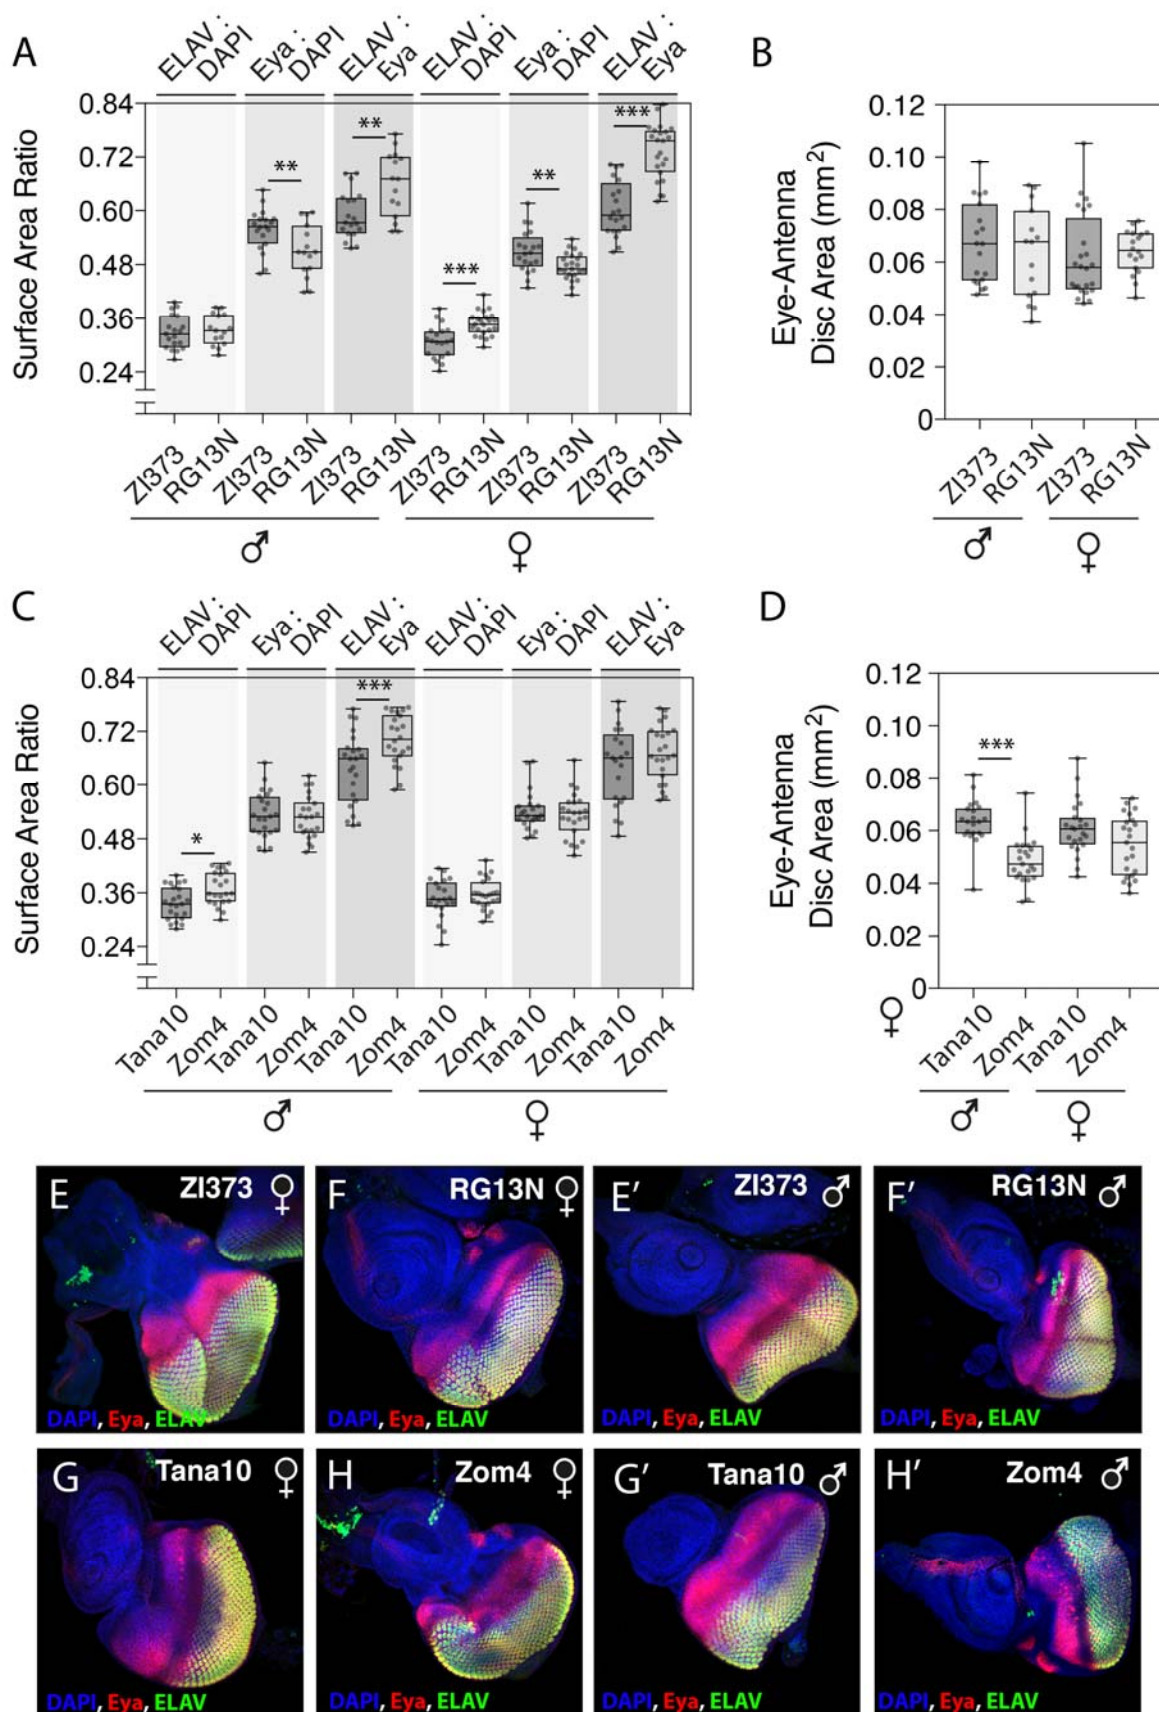 A
ELAV : DAPI
Eya : DAPI
ELAV : Eya
ELAV : DAPI
Eya : DAPI
ELAV : Eya
Surface Area Ratio
0.84
0.72
0.60
0.48
0.36
0.24
**
**
***
**
***
ZI373
RG13N
ZI373
RG13N
ZI373
RG13N
ZI373
RG13N
ZI373
RG13N
ZI373
RG13N
♂
♀
B
Eye-Antenna
Disc Area (mm²)
0.12
0.10
0.08
0.06
0.04
0.02
0
ZI373
RG13N
ZI373
RG13N
♂
♀
C
ELAV : DAPI
Eya : DAPI
ELAV : Eya
ELAV : DAPI
Eya : DAPI
ELAV : Eya
Surface Area Ratio
0.84
0.72
0.60
0.48
0.36
0.24
*
***
Tana10
Zom4
Tana10
Zom4
Tana10
Zom4
Tana10
Zom4
Tana10
Zom4
Tana10
Zom4
♂
♀
D
Eye-Antenna
Disc Area (mm²)
0.12
0.10
0.08
0.06
0.04
0.02
0
***
♀
Tana10
Zom4
Tana10
Zom4
♂
♀
E ZI373 ♀
DAPI, Eya, ELAV
F RG13N ♀
DAPI, Eya, ELAV
E′ ZI373 ♂
DAPI, Eya, ELAV
F′ RG13N ♂
DAPI, Eya, ELAV
G Tana10 ♀
DAPI, Eya, ELAV
H Zom4 ♀
DAPI, Eya, ELAV
G′ Tana10 ♂
DAPI, Eya, ELAV
H′ Zom4 ♂
DAPI, Eya, ELAV